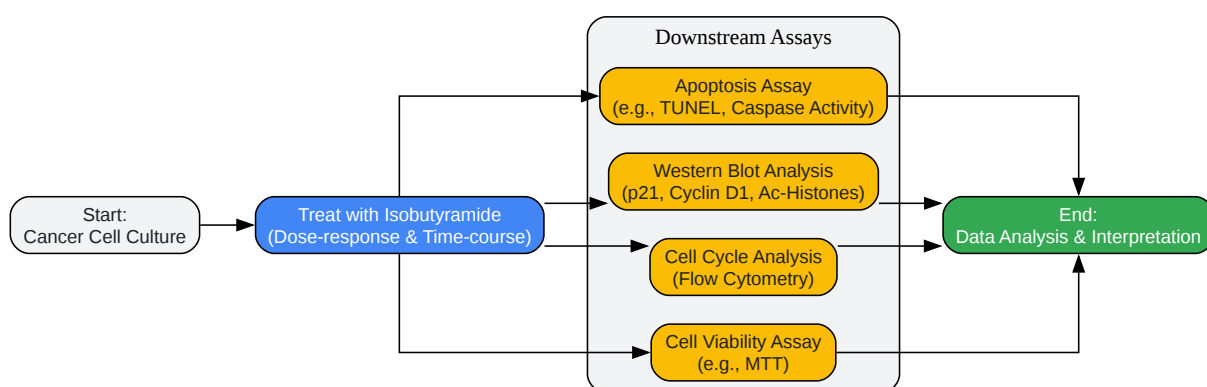 Downstream Assays
Apoptosis Assay
(e.g., TUNEL, Caspase Activity)
Western Blot Analysis
(p21, Cyclin D1, Ac-Histones)
Start:
Cancer Cell Culture
Treat with Isobutyramide
(Dose-response & Time-course)
End:
Data Analysis & Interpretation
Cell Cycle Analysis
(Flow Cytometry)
Cell Viability Assay
(e.g., MTT)